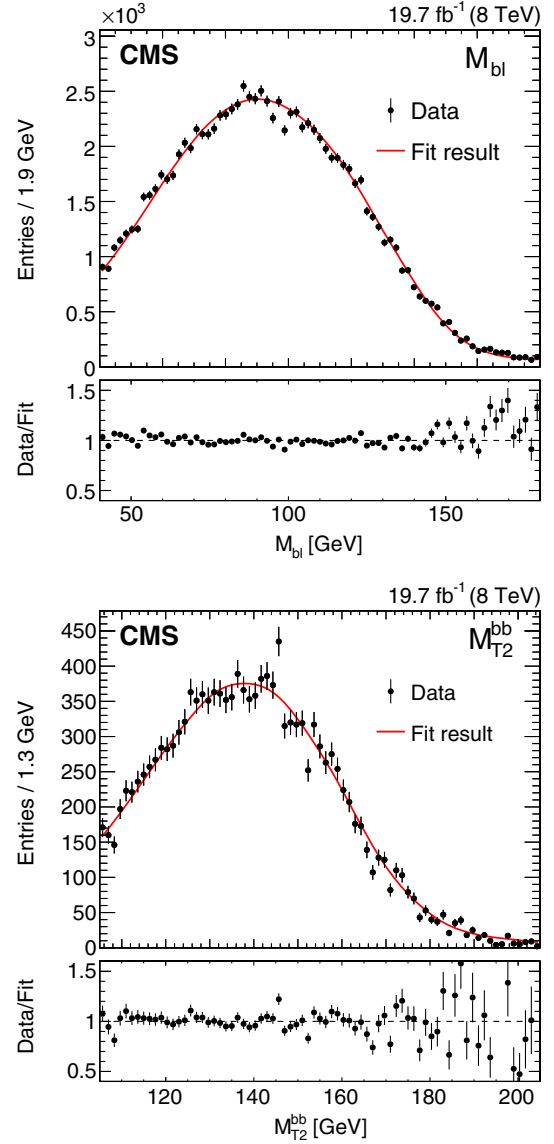 ×10³
19.7 fb⁻¹ (8 TeV)
CMS
M_bl
Data
Fit result
Entries / 1.9 GeV
3
2.5
2
1.5
1
0.5
0
Data/Fit
1.5
1
0.5
50
100
150
M_bl [GeV]
19.7 fb⁻¹ (8 TeV)
CMS
M_T2^bb
Data
Fit result
Entries / 1.3 GeV
450
400
350
300
250
200
150
100
50
0
Data/Fit
1.5
1
0.5
120
140
160
180
200
M_T2^bb [GeV]